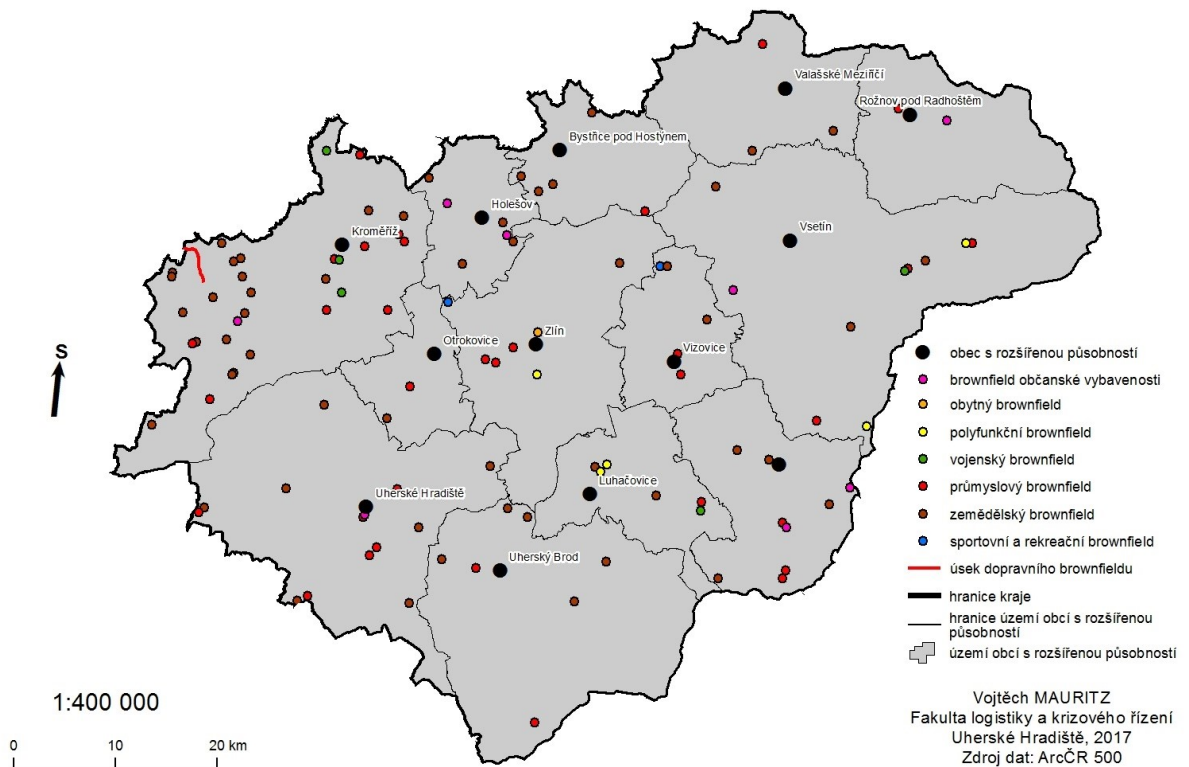 Valašské Meziříčí
Rožnov pod Radhoštěm
Bystřice pod Hostýnem
Holešov
Kroměříž
Vsetín
Otrokovice
Zlín
Vizovice
Luhačovice
Uherské Hradiště
Uherský Brod
S
obec s rozšířenou působností
brownfield občanské vybavenosti
obytný brownfield
polyfunkční brownfield
vojenský brownfield
průmyslový brownfield
zemědělský brownfield
sportovní a rekreační brownfield
úsek dopravního brownfieldu
hranice kraje
hranice území obcí s rozšířenou
působností
území obcí s rozšířenou působností
1:400 000
0 10 20 km
Vojtěch MAURITZ
Fakulta logistiky a krizového řízení
Uherské Hradiště, 2017
Zdroj dat: ArcČR 500